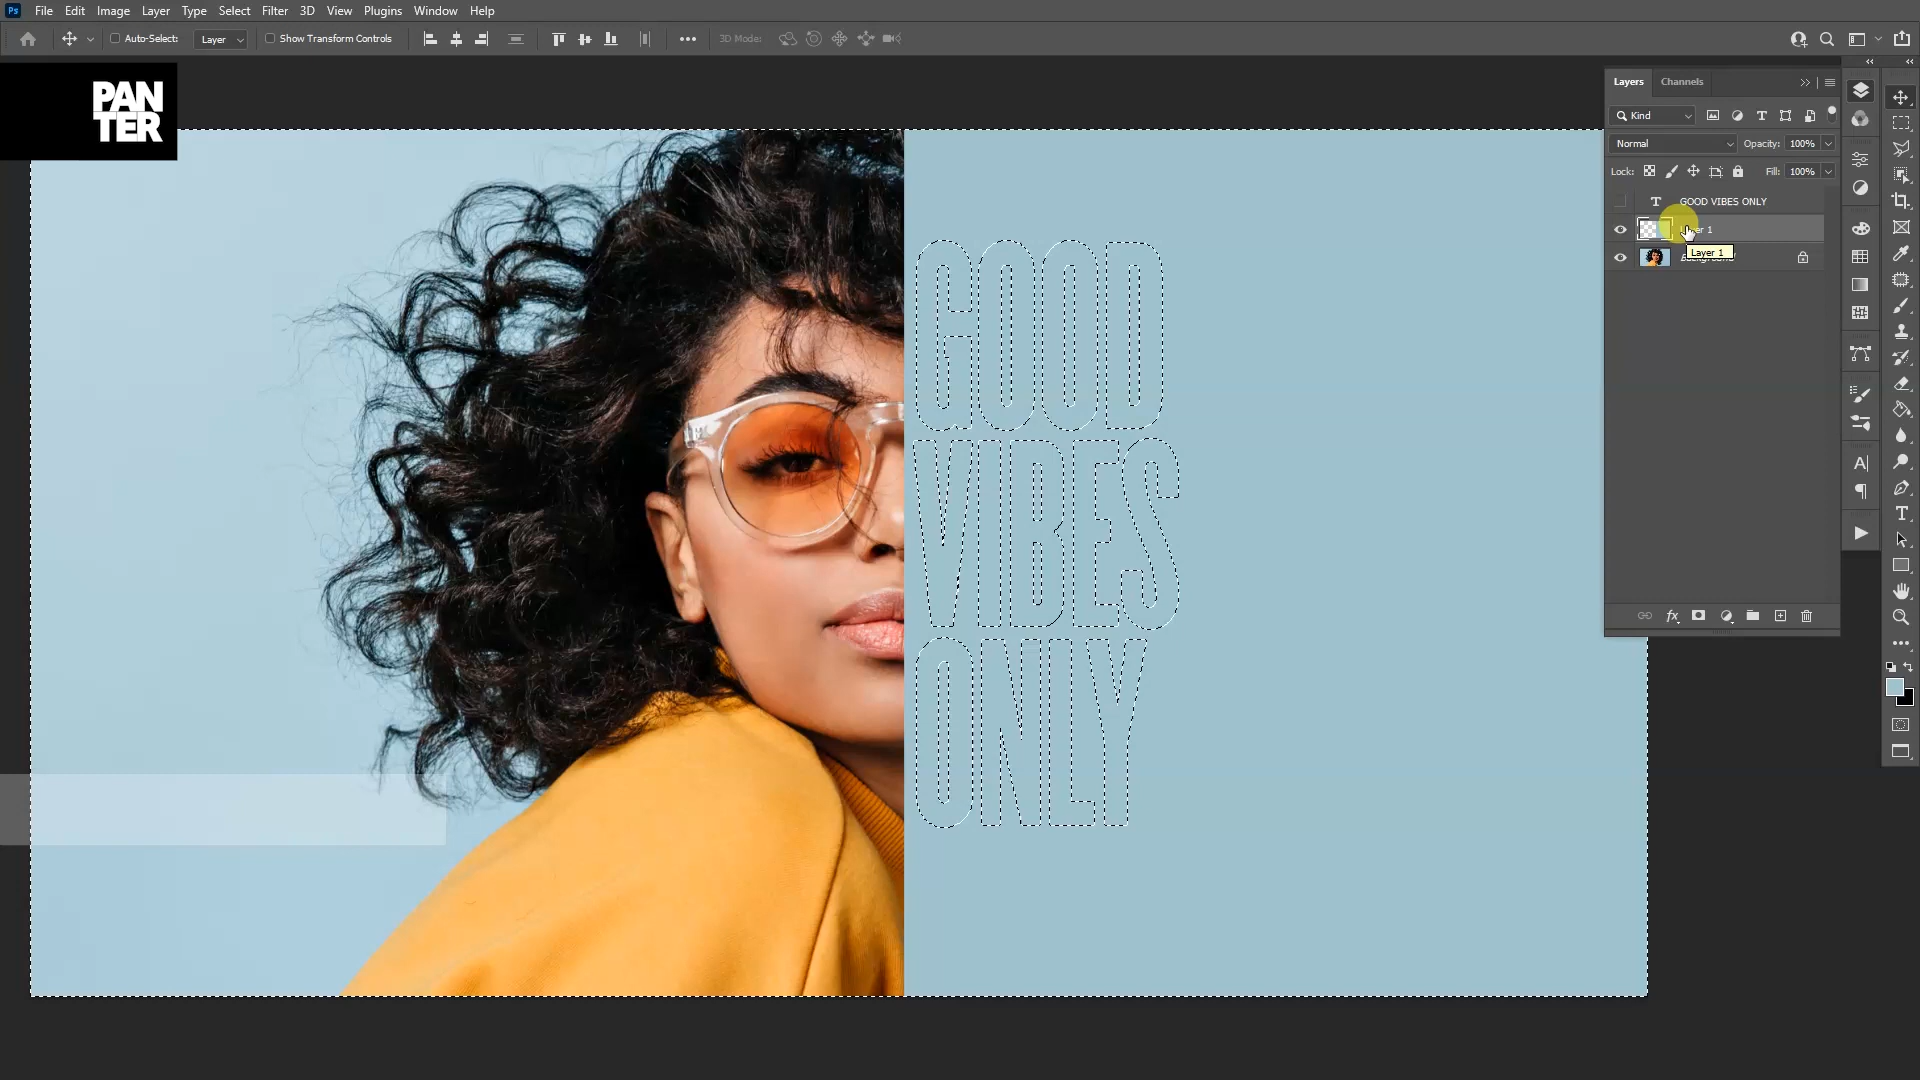 Ps File Edit Image Layer Type Select Filter 3D View Plugins Window Help
Auto-Select: Layer Show Transform Controls 3D Mode:
PAN
TER
Layers Channels
Kind
Normal Opacity: 100%
Lock: Fill: 100%
GOOD VIBES ONLY
Layer 1
GOOD
VIBES
ONLY